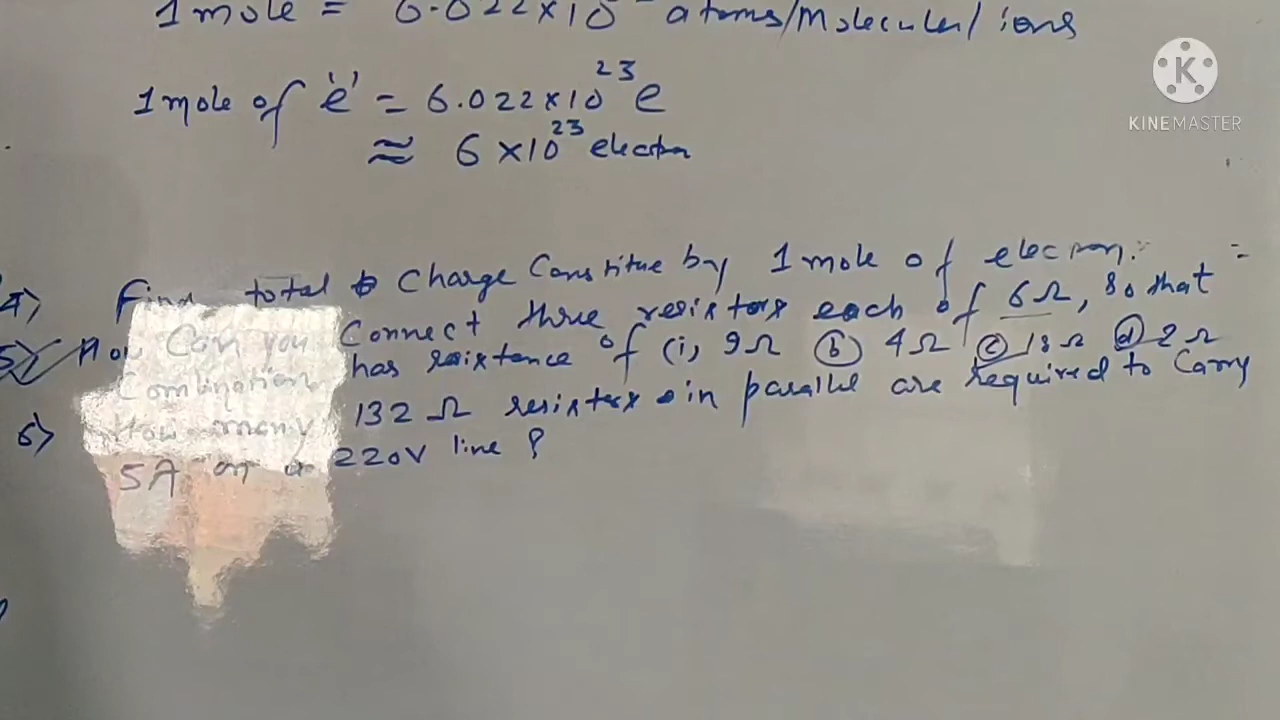 1 mole = 6.022×10 atoms/Molecules/ions
KINEMASTER
1 mole of 'e' = 6.022×10²³ e
≈ 6×10²³ electron
4) Find total Charge Constitue by 1 mole of electron. =
5) How Can you Connect three resistors each of 6Ω, so that
Combination has resistance of (i) 9Ω (b) 4Ω (c) 18Ω (d) 2Ω
6) How many 132Ω resistors in parallel are required to Carry
5A on a 220V line ?